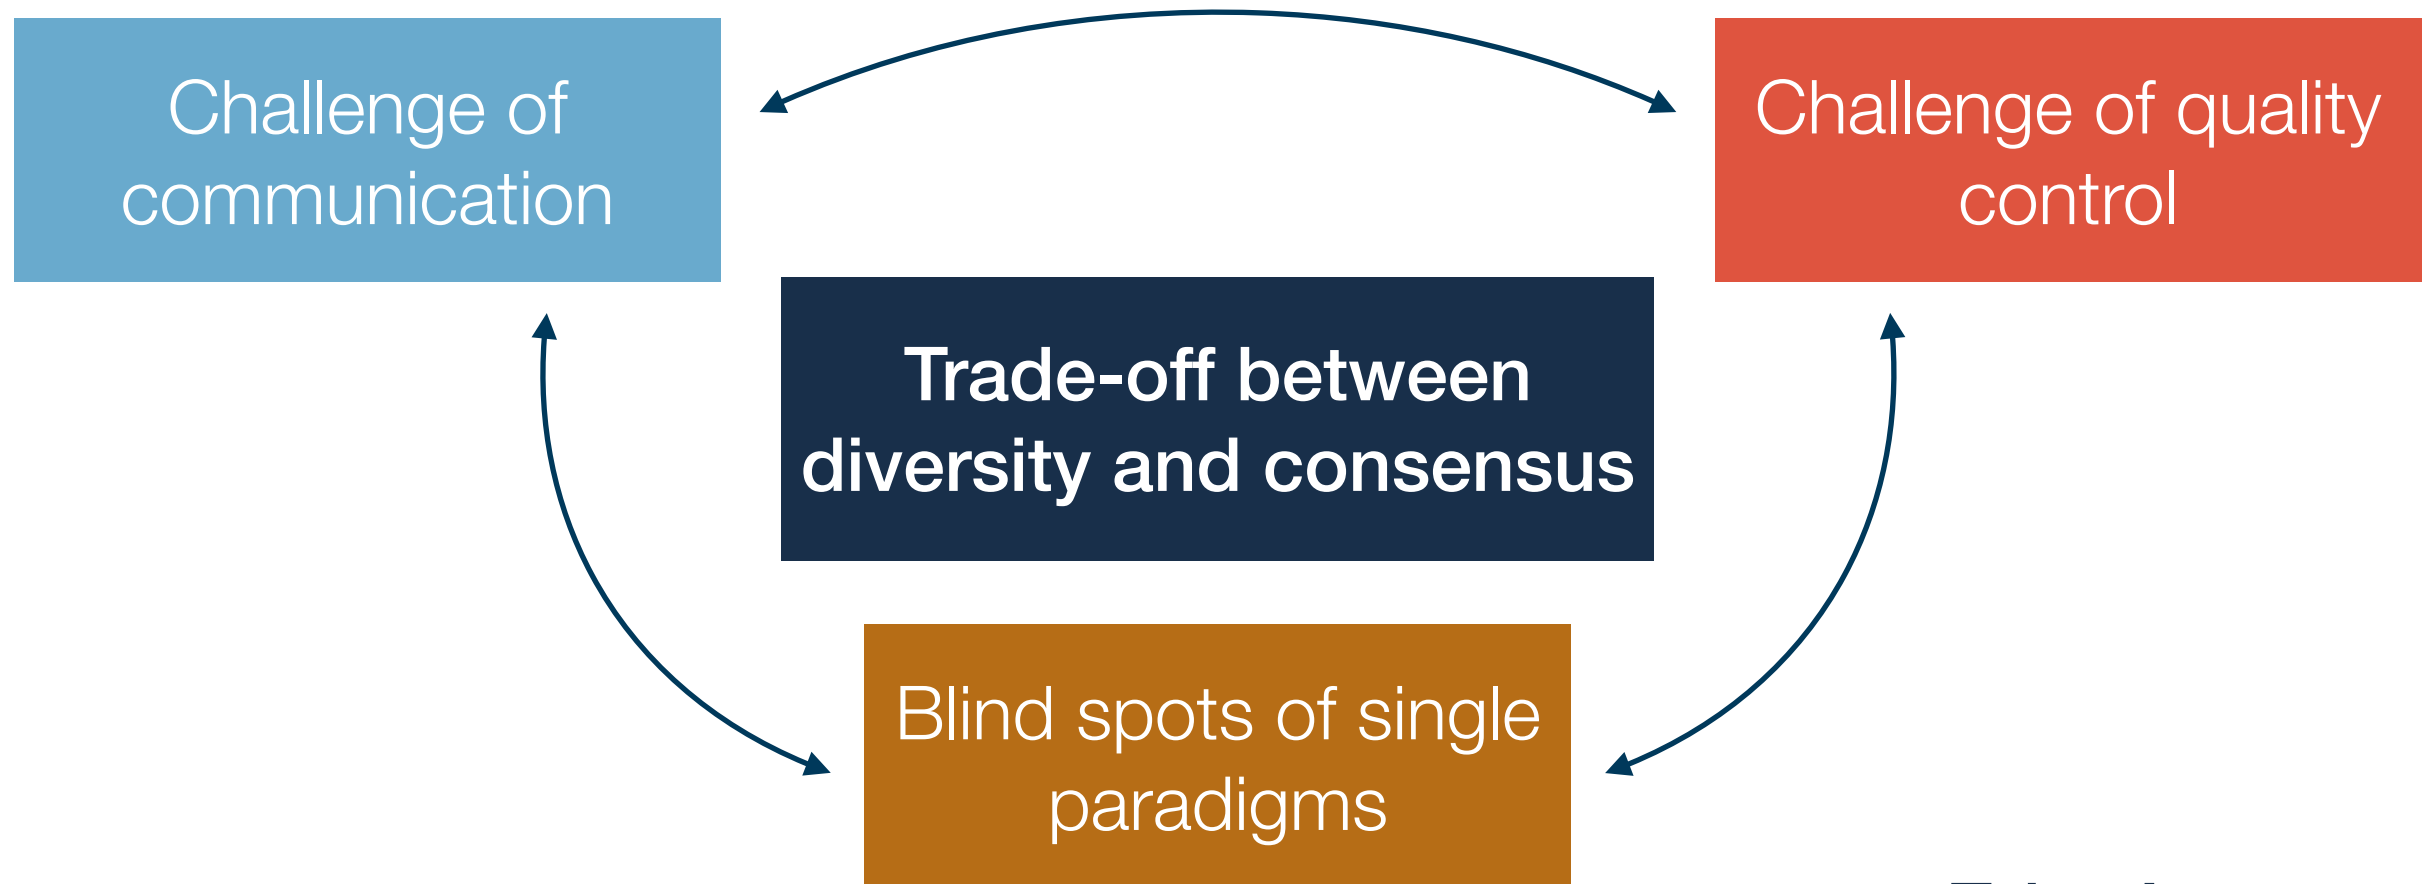 Challenge of
communication
Challenge of quality
control
Trade-off between
diversity and consensus
Blind spots of single
paradigms